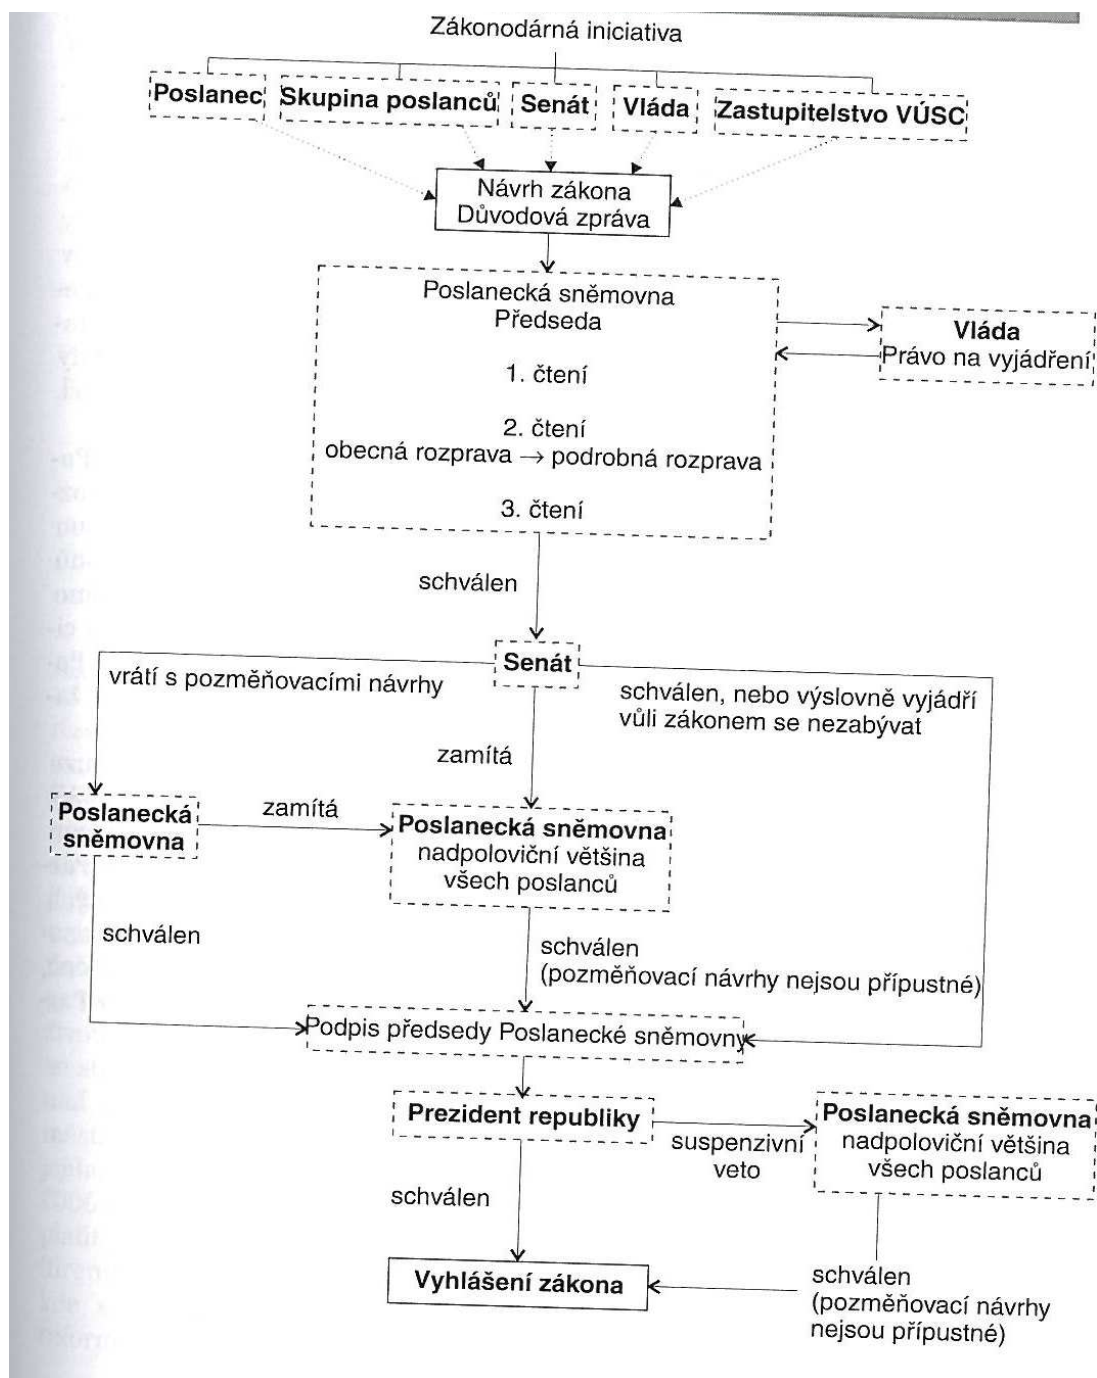 Zákonodárná iniciativa
Poslanec
Skupina poslanců
Senát
Vláda
Zastupitelstvo VÚSC
Návrh zákona
Důvodová zpráva
Poslanecká sněmovna
Předseda
1. čtení
2. čtení
obecná rozprava → podrobná rozprava
3. čtení
Vláda
Právo na vyjádření
schválen
Senát
vrátí s pozměňovacími návrhy
schválen, nebo výslovně vyjádří
vůli zákonem se nezabývat
zamítá
Poslanecká
sněmovna
zamítá
Poslanecká sněmovna
nadpoloviční většina
všech poslanců
schválen
schválen
(pozměňovací návrhy nejsou přípustné)
Podpis předsedy Poslanecké sněmovny
Prezident republiky
suspenzivní
veto
Poslanecká sněmovna
nadpoloviční většina
všech poslanců
schválen
Vyhlášení zákona
schválen
(pozměňovací návrhy
nejsou přípustné)